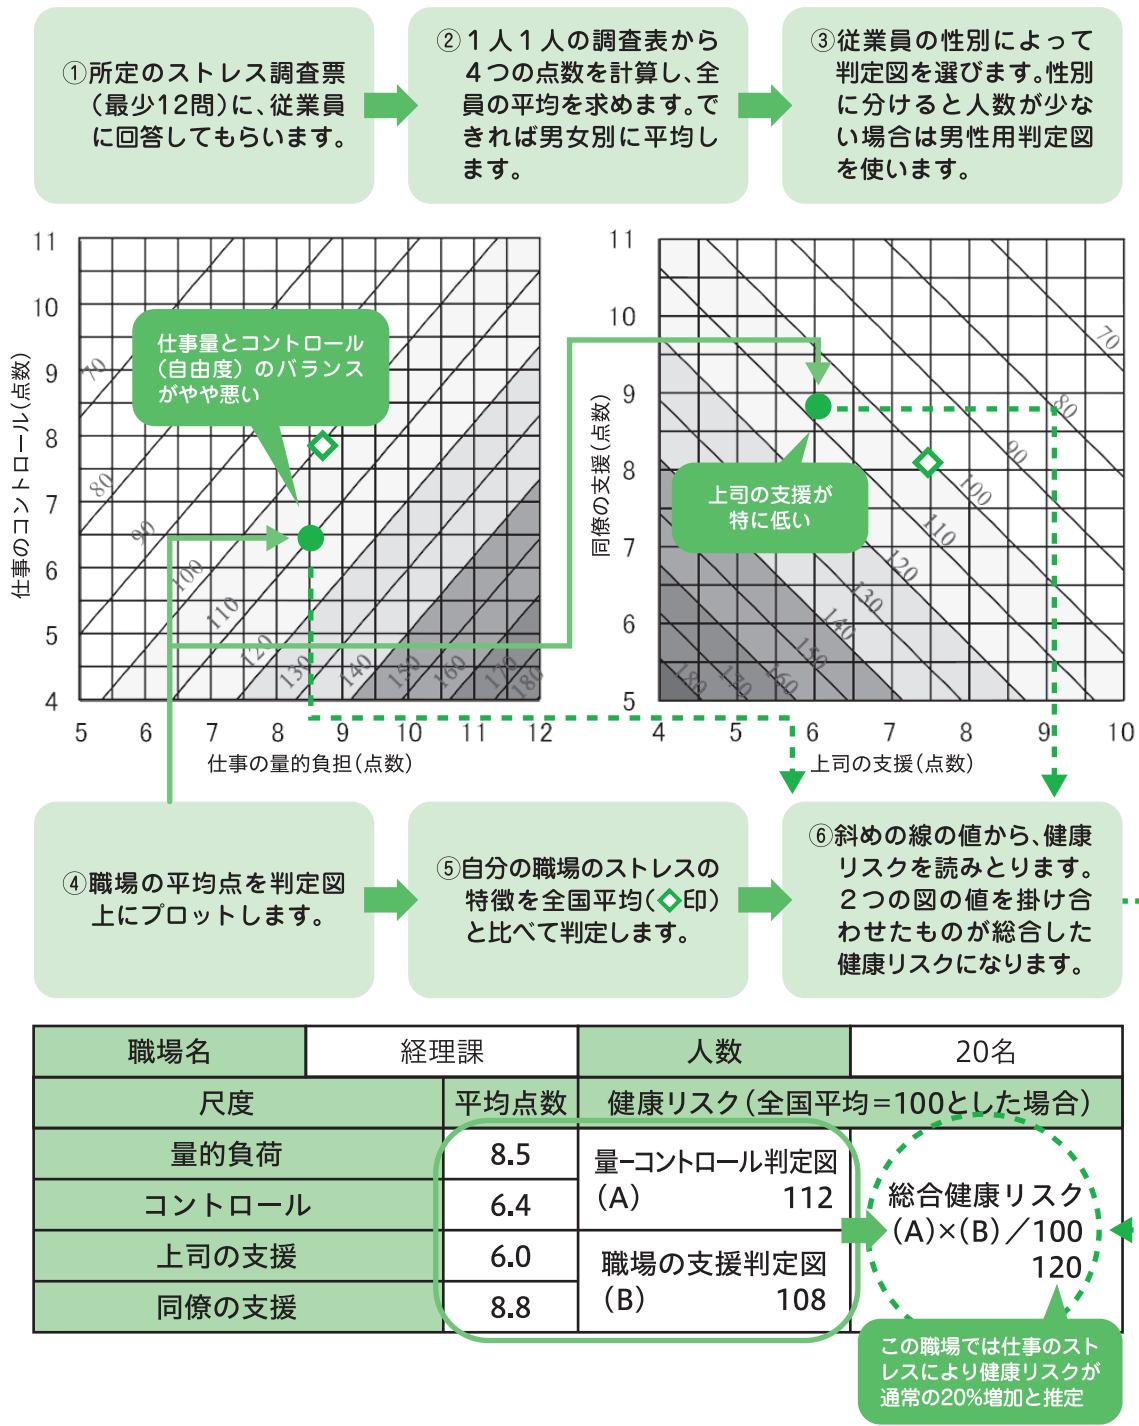 ①所定のストレス調査票
（最少12問）に、従業員
に回答してもらいます。
②１人１人の調査表から
４つの点数を計算し、全
員の平均を求めます。で
きれば男女別に平均し
ます。
③従業員の性別によって
判定図を選びます。性別
に分けると人数が少な
い場合は男性用判定図
を使います。
仕事のコントロール(点数)
11
10
9
8
7
6
5
4
70
80
90
100
110
120
130
140
150
160
170
180
仕事量とコントロール
（自由度）のバランス
がやや悪い
5 6 7 8 9 10 11 12
仕事の量的負担(点数)
同僚の支援(点数)
11
10
9
8
7
6
5
70
80
90
100
110
120
130
140
150
160
170
180
上司の支援が
特に低い
4 5 6 7 8 9 10
上司の支援(点数)
④職場の平均点を判定図
上にプロットします。
⑤自分の職場のストレスの
特徴を全国平均(◇印)
と比べて判定します。
⑥斜めの線の値から、健康
リスクを読みとります。
２つの図の値を掛け合
わせたものが総合した
健康リスクになります。
職場名 経理課 人数 20名
尺度 平均点数 健康リスク(全国平均=100とした場合)
量的負荷 8.5
コントロール 6.4
上司の支援 6.0
同僚の支援 8.8
量-コントロール判定図
(A) 112
職場の支援判定図
(B) 108
総合健康リスク
(A)×(B)／100
120
この職場では仕事のスト
レスにより健康リスクが
通常の20%増加と推定